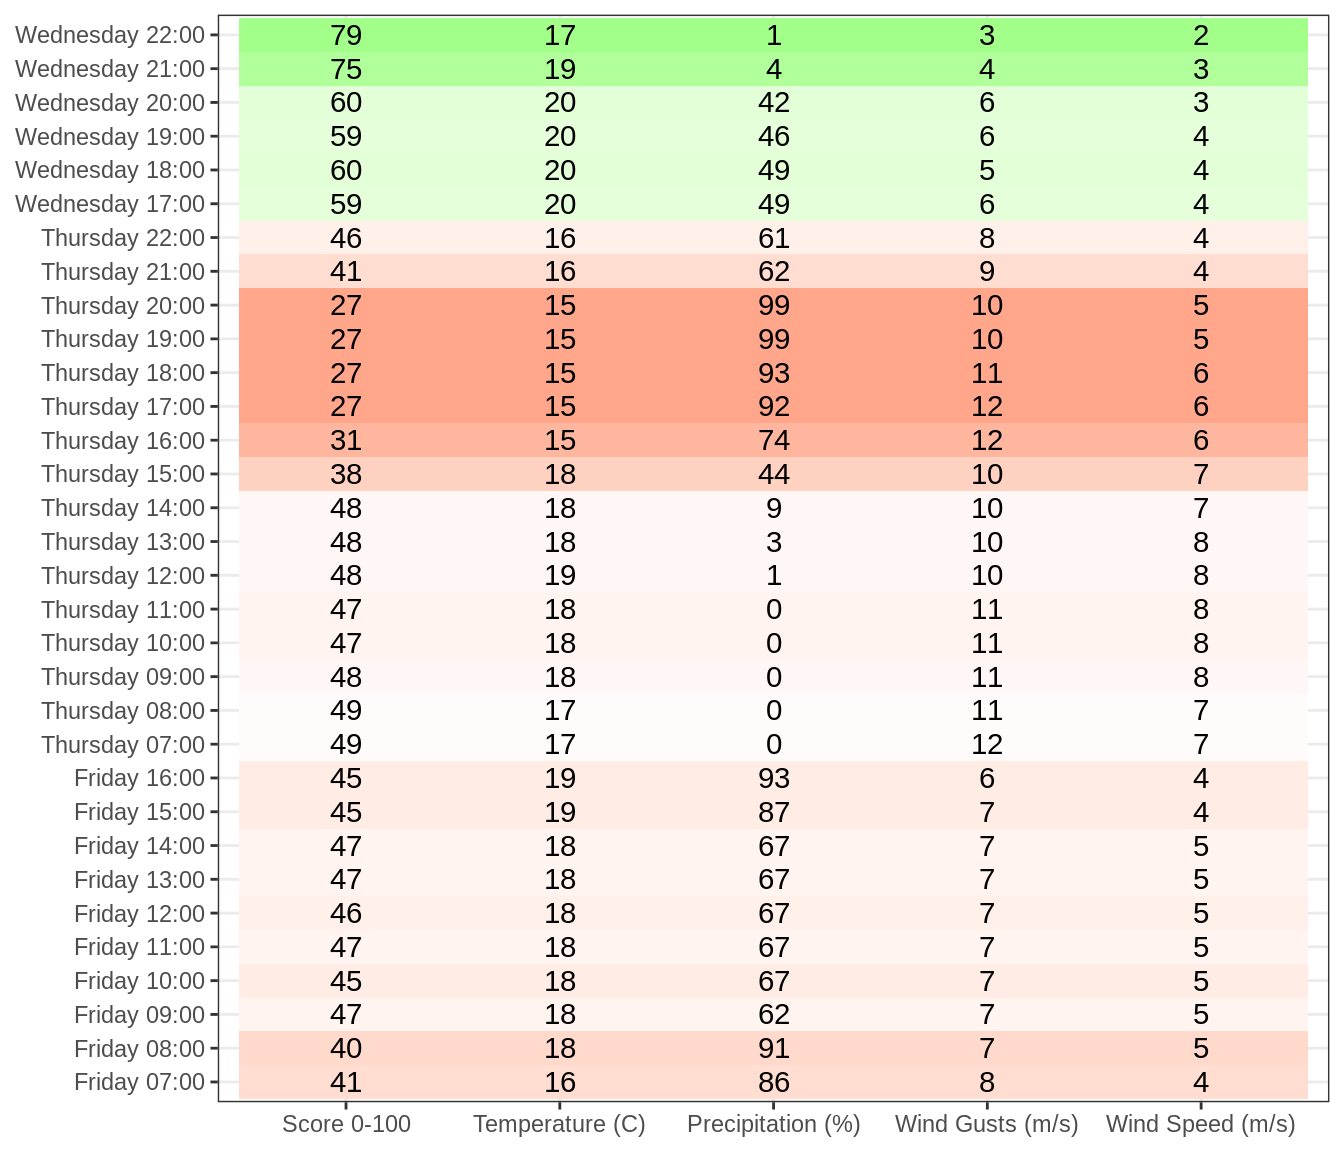 Wednesday 22:00 79 17 1 3 2
Wednesday 21:00 75 19 4 4 3
Wednesday 20:00 60 20 42 6 3
Wednesday 19:00 59 20 46 6 4
Wednesday 18:00 60 20 49 5 4
Wednesday 17:00 59 20 49 6 4
Thursday 22:00 46 16 61 8 4
Thursday 21:00 41 16 62 9 4
Thursday 20:00 27 15 99 10 5
Thursday 19:00 27 15 99 10 5
Thursday 18:00 27 15 93 11 6
Thursday 17:00 27 15 92 12 6
Thursday 16:00 31 15 74 12 6
Thursday 15:00 38 18 44 10 7
Thursday 14:00 48 18 9 10 7
Thursday 13:00 48 18 3 10 8
Thursday 12:00 48 19 1 10 8
Thursday 11:00 47 18 0 11 8
Thursday 10:00 47 18 0 11 8
Thursday 09:00 48 18 0 11 8
Thursday 08:00 49 17 0 11 7
Thursday 07:00 49 17 0 12 7
Friday 16:00 45 19 93 6 4
Friday 15:00 45 19 87 7 4
Friday 14:00 47 18 67 7 5
Friday 13:00 47 18 67 7 5
Friday 12:00 46 18 67 7 5
Friday 11:00 47 18 67 7 5
Friday 10:00 45 18 67 7 5
Friday 09:00 47 18 62 7 5
Friday 08:00 40 18 91 7 5
Friday 07:00 41 16 86 8 4
Score 0-100 Temperature (C) Precipitation (%) Wind Gusts (m/s) Wind Speed (m/s)